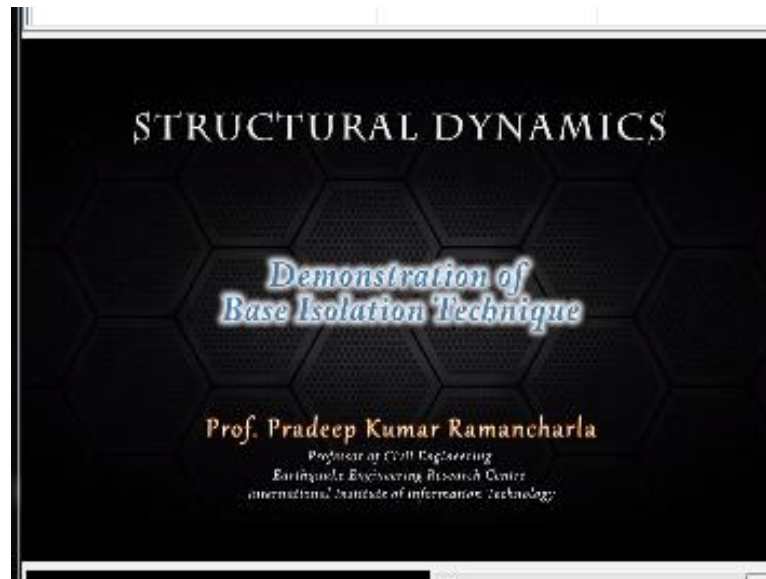 STRUCTURAL DYNAMICS
Demonstration of
Base Isolation Technique
Prof. Pradeep Kumar Ramancharla
Professor of Civil Engineering
Earthquake Engineering Research Centre
International Institute of Information Technology